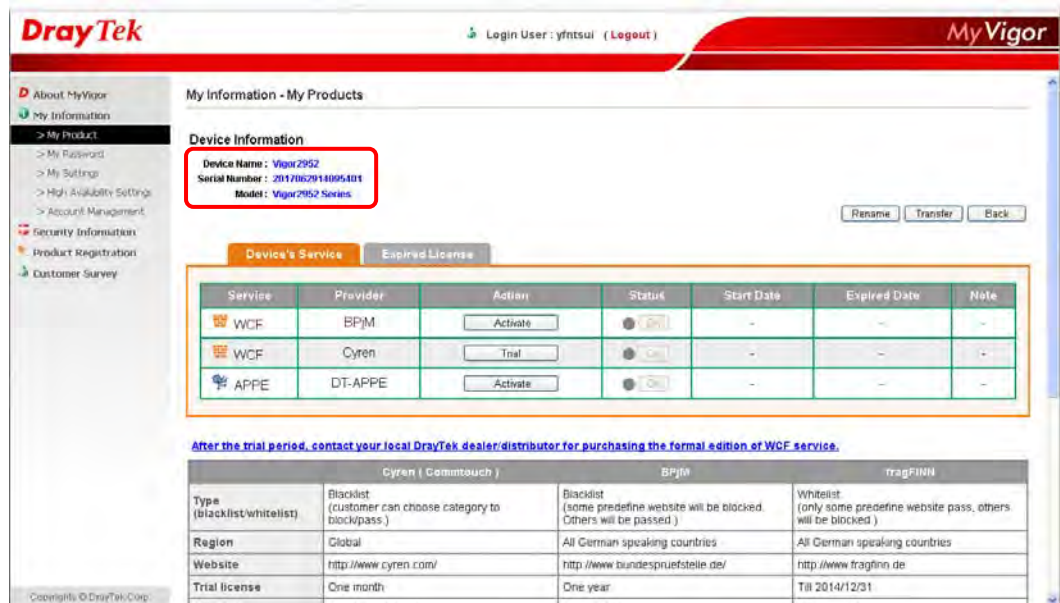 DrayTek
Login User : yfntsui ( Logout )
MyVigor
About MyVigor
My Information
> My Product
> My Password
> My Settings
> High Availability Settings
> Account Management
Security Information
Product Registration
Customer Survey
Copyrights © DrayTek Corp.
My Information - My Products
Device Information
Device Name : Vigor2952
Serial Number : 2017062914095401
Model : Vigor2952 Series
Rename Transfer Back
Device's Service Expired License
Service Provider Action Status Start Date Expired Date Note
WCF BPjM Activate On - - -
WCF Cyren Trial On - - -
APPE DT-APPE Activate On - - -
After the trial period, contact your local DrayTek dealer/distributor for purchasing the formal edition of WCF service.
Cyren ( Commtouch ) BPjM fragFINN
Type (blacklist/whitelist)
Blacklist (customer can choose category to block/pass.)
Blacklist (some predefine website will be blocked. Others will be passed.)
Whitelist (only some predefine website pass, others will be blocked.)
Region Global All German speaking countries All German speaking countries
Website http://www.cyren.com/ http://www.bundespruefstelle.de/ http://www.fragfinn.de
Trial license One month One year Till 2014/12/31